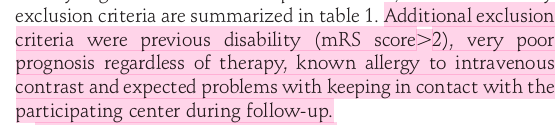 exclusion criteria are summarized in table 1. Additional exclusion
criteria were previous disability (mRS score>2), very poor
prognosis regardless of therapy, known allergy to intravenous
contrast and expected problems with keeping in contact with the
participating center during follow-up.